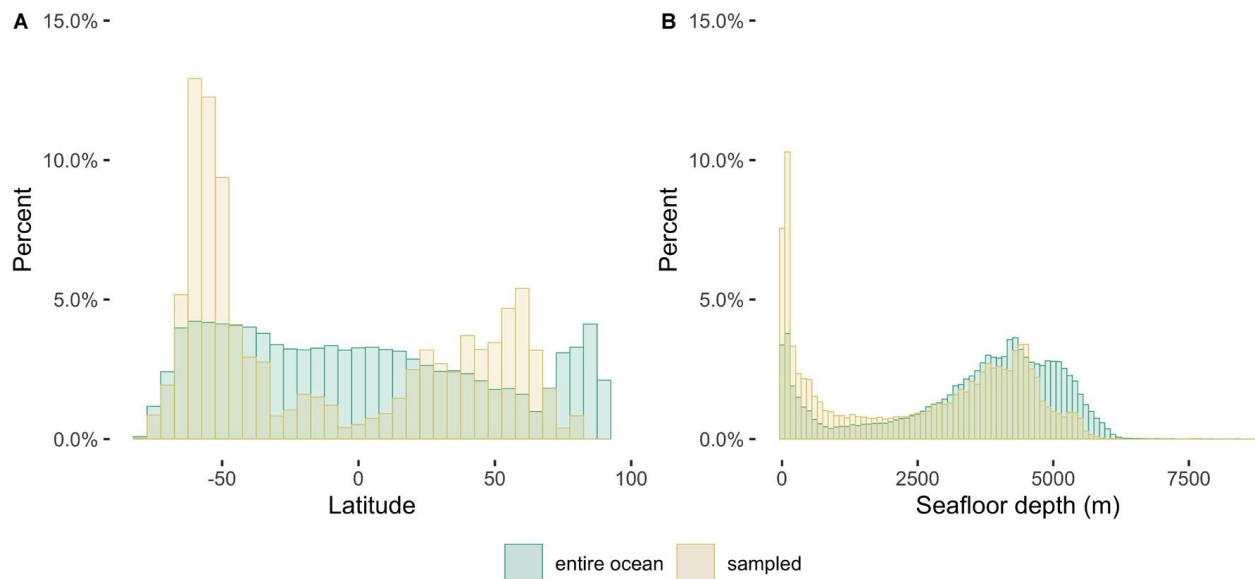 A
15.0%
10.0%
5.0%
0.0%
Percent
-50
0
50
100
Latitude
B
15.0%
10.0%
5.0%
0.0%
Percent
0
2500
5000
7500
Seafloor depth (m)
entire ocean
sampled